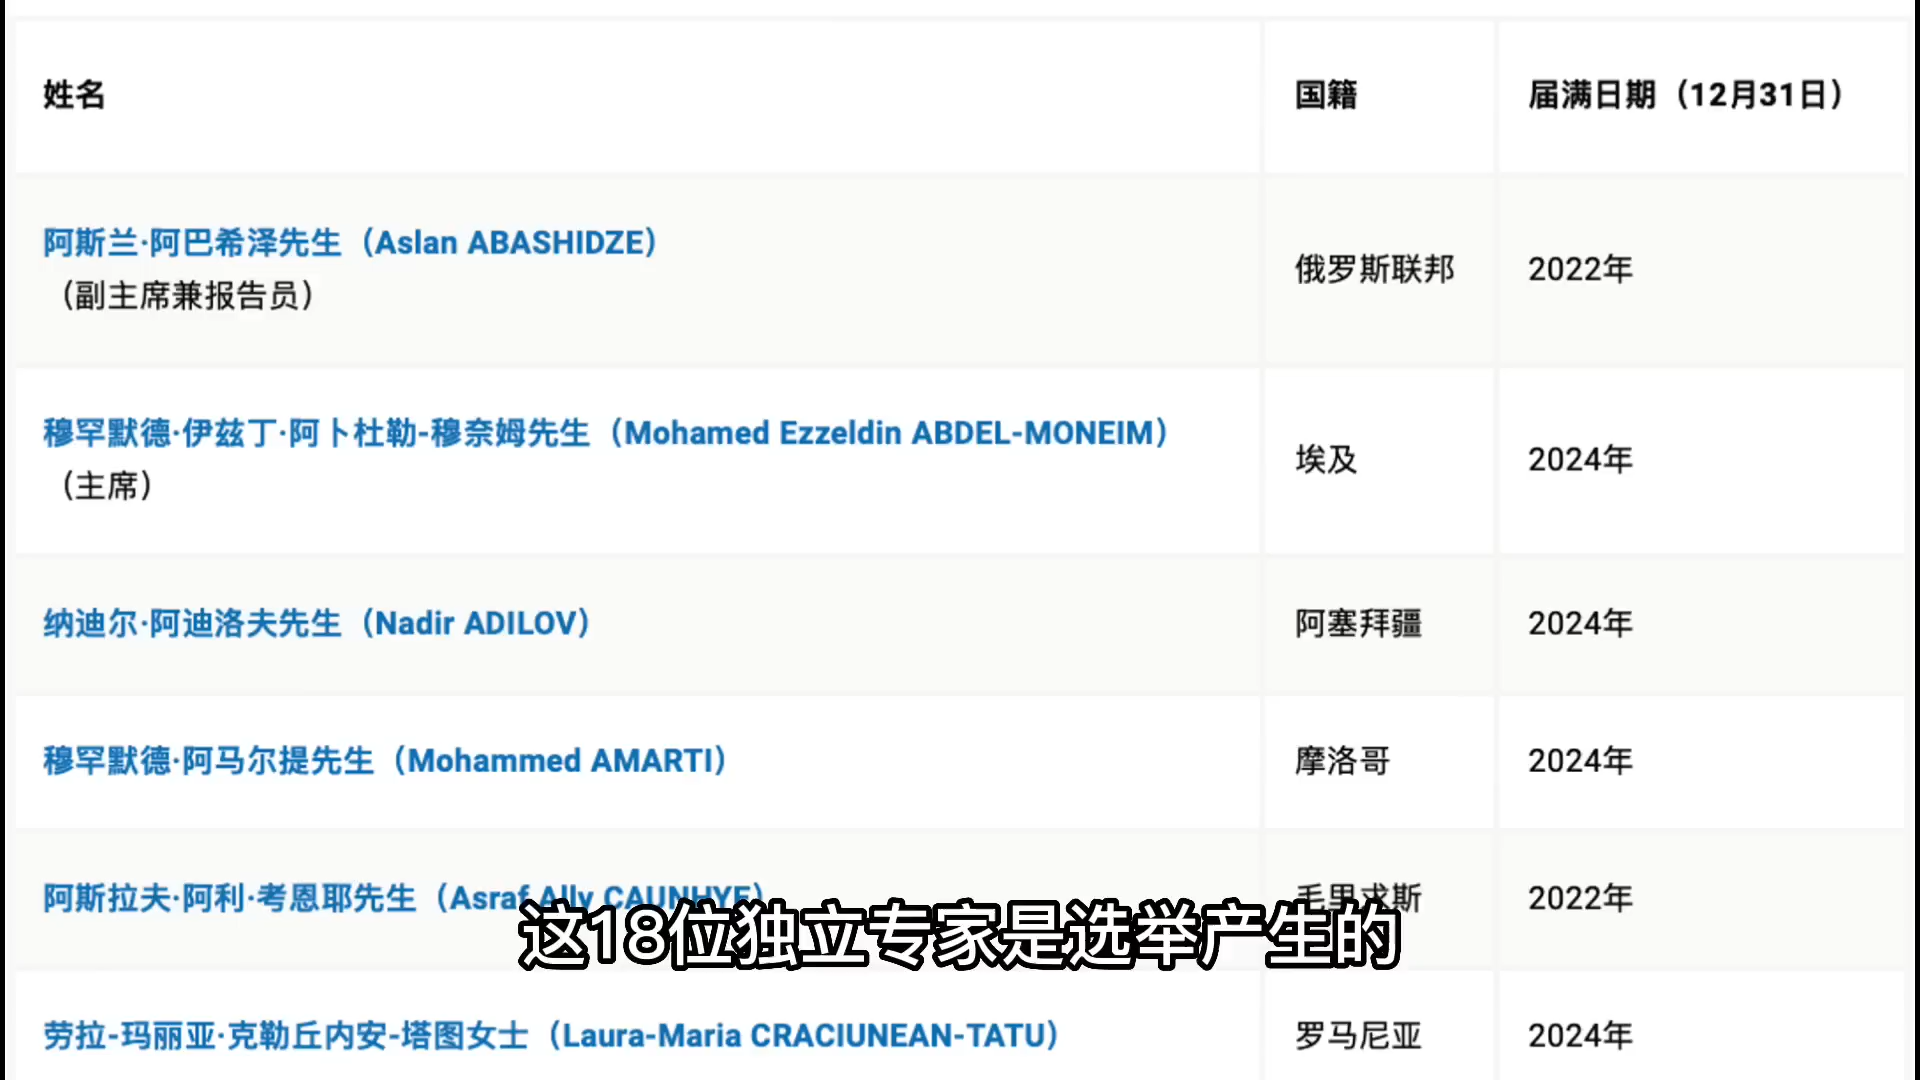 姓名 国籍 届满日期（12月31日）
阿斯兰·阿巴希泽先生（Aslan ABASHIDZE）
（副主席兼报告员）
俄罗斯联邦 2022年
穆罕默德·伊兹丁·阿卜杜勒-穆奈姆先生（Mohamed Ezzeldin ABDEL-MONEIM）
（主席）
埃及 2024年
纳迪尔·阿迪洛夫先生（Nadir ADILOV） 阿塞拜疆 2024年
穆罕默德·阿马尔提先生（Mohammed AMARTI） 摩洛哥 2024年
阿斯拉夫·阿利·考恩耶先生（Asraf Ally CAUNHYE） 毛里求斯 2022年
这18位独立专家是选举产生的
劳拉-玛丽亚·克勒丘内安-塔图女士（Laura-Maria CRACIUNEAN-TATU） 罗马尼亚 2024年